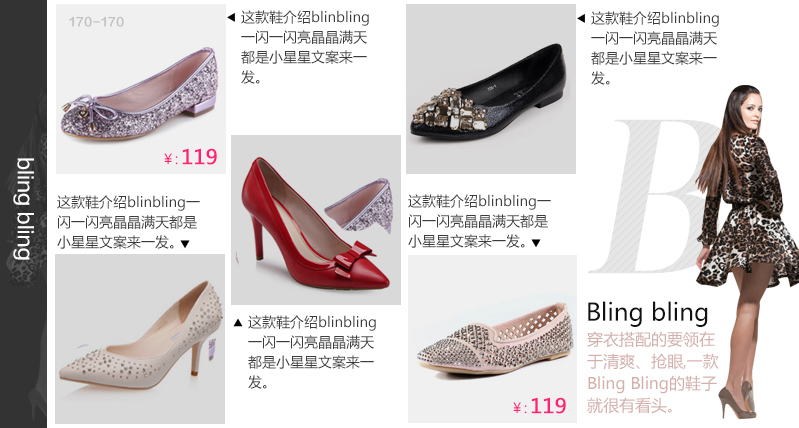 bling bling
170-170
¥:119
这款鞋介绍blinbling
一闪一闪亮晶晶满天
都是小星星文案来一
发。
这款鞋介绍blinbling
一闪一闪亮晶晶满天
都是小星星文案来一
发。
这款鞋介绍blinbling一
闪一闪亮晶晶满天都是
小星星文案来一发。
这款鞋介绍blinbling
一闪一闪亮晶晶满天
都是小星星文案来一
发。
这款鞋介绍blinbling一
闪一闪亮晶晶满天都是
小星星文案来一发。
¥:119
B
Bling bling
穿衣搭配的要领在
于清爽、抢眼,一款
Bling Bling的鞋子
就很有看头。